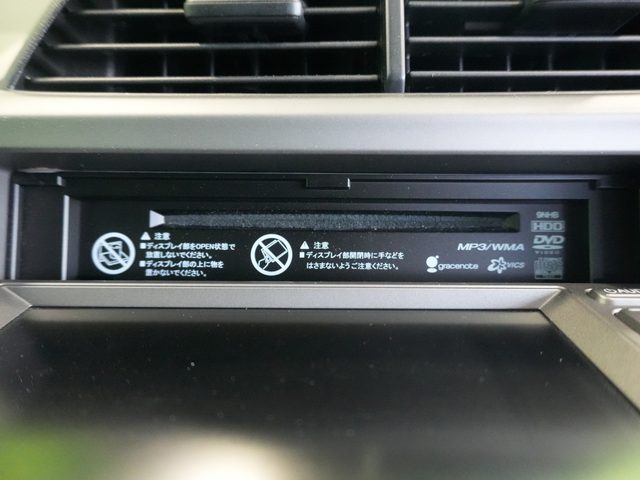 9NHS
HDD
DVD
VIDEO
MP3/WMA
▲ 注意
■ディスプレイ部をOPEN状態で
放置しないでください。
■ディスプレイ部の上に物を
置かないでください。
▲ 注意
■ディスプレイ部開閉時に手などを
はさまないようご注意ください。
gracenote
VICS